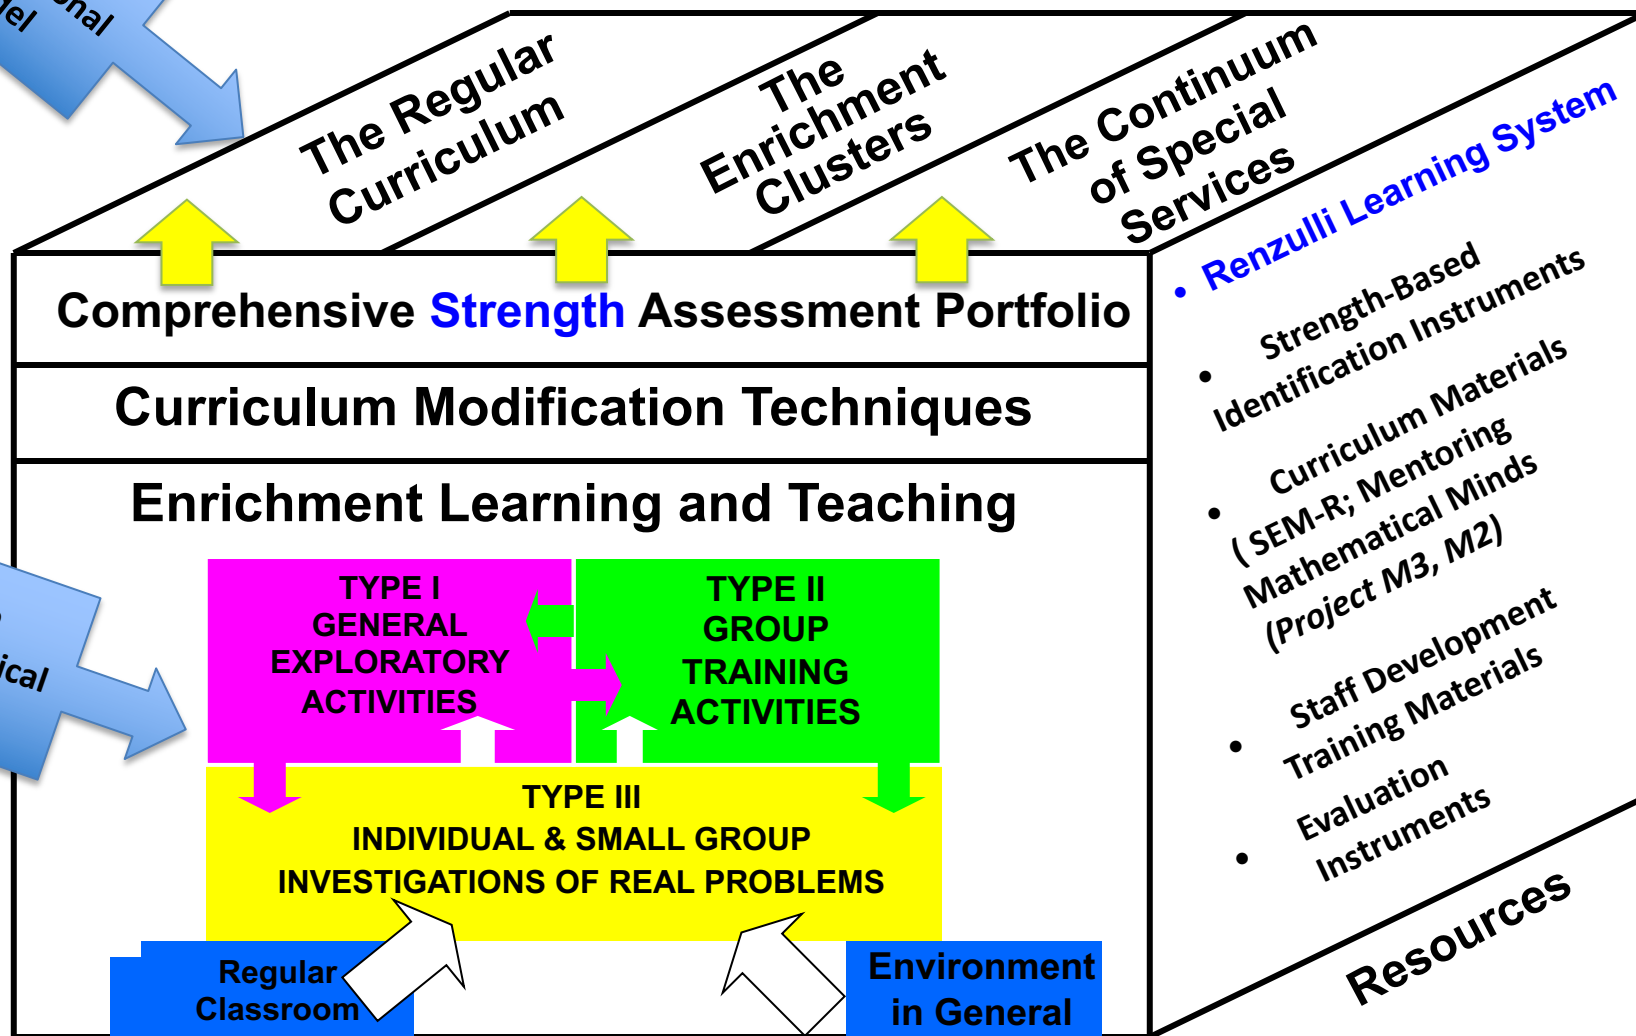 The Regular
Curriculum
The
Enrichment
Clusters
The Continuum
of Special
Services
Comprehensive Strength Assessment Portfolio
Curriculum Modification Techniques
Enrichment Learning and Teaching
TYPE I
GENERAL
EXPLORATORY
ACTIVITIES
TYPE II
GROUP
TRAINING
ACTIVITIES
TYPE III
INDIVIDUAL & SMALL GROUP
INVESTIGATIONS OF REAL PROBLEMS
Regular
Classroom
Environment
in General
• Renzulli Learning System
• Strength-Based
Identification Instruments
• Curriculum Materials
( SEM-R; Mentoring
Mathematical Minds
(Project M3, M2)
• Staff Development
Training Materials
• Evaluation
Instruments
Resources